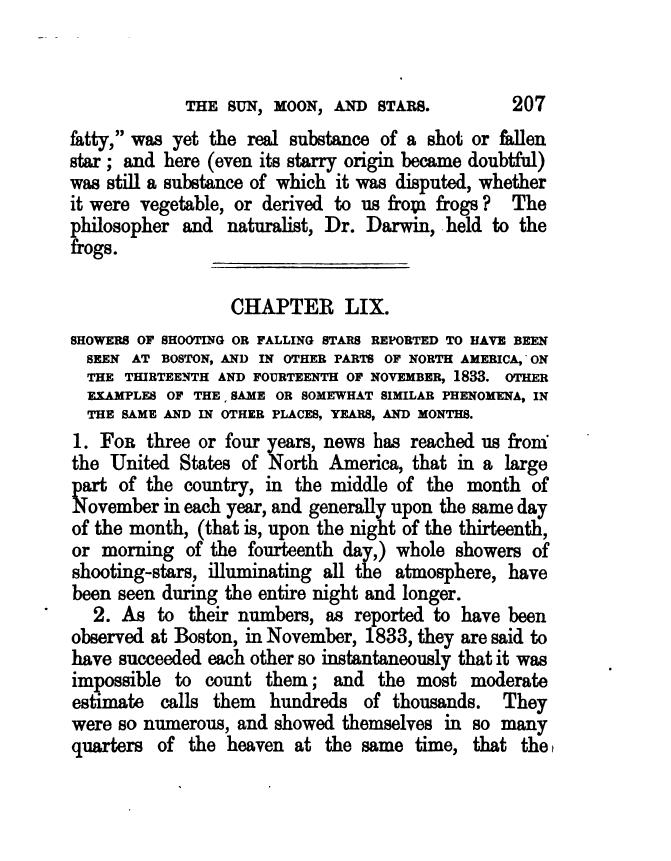 THE SUN, MOON, AND STARS. 207
fatty,” was yet the real substance of a shot or fallen
star ; and here (even its starry origin became doubtful)
was still a substance of which it was disputed, whether
it were vegetable, or derived to us from frogs? The
philosopher and naturalist, Dr. Darwin, held to the
frogs.
CHAPTER LIX.
SHOWERS OF SHOOTING OR FALLING STARS REPORTED TO HAVE BEEN
SEEN AT BOSTON, AND IN OTHER PARTS OF NORTH AMERICA, ON
THE THIRTEENTH AND FOURTEENTH OF NOVEMBER, 1833. OTHER
EXAMPLES OF THE SAME OR SOMEWHAT SIMILAR PHENOMENA, IN
THE SAME AND IN OTHER PLACES, YEARS, AND MONTHS.
1. FOR three or four years, news has reached us from
the United States of North America, that in a large
part of the country, in the middle of the month of
November in each year, and generally upon the same day
of the month, (that is, upon the night of the thirteenth,
or morning of the fourteenth day,) whole showers of
shooting-stars, illuminating all the atmosphere, have
been seen during the entire night and longer.
2. As to their numbers, as reported to have been
observed at Boston, in November, 1833, they are said to
have succeeded each other so instantaneously that it was
impossible to count them; and the most moderate
estimate calls them hundreds of thousands. They
were so numerous, and showed themselves in so many
quarters of the heaven at the same time, that the